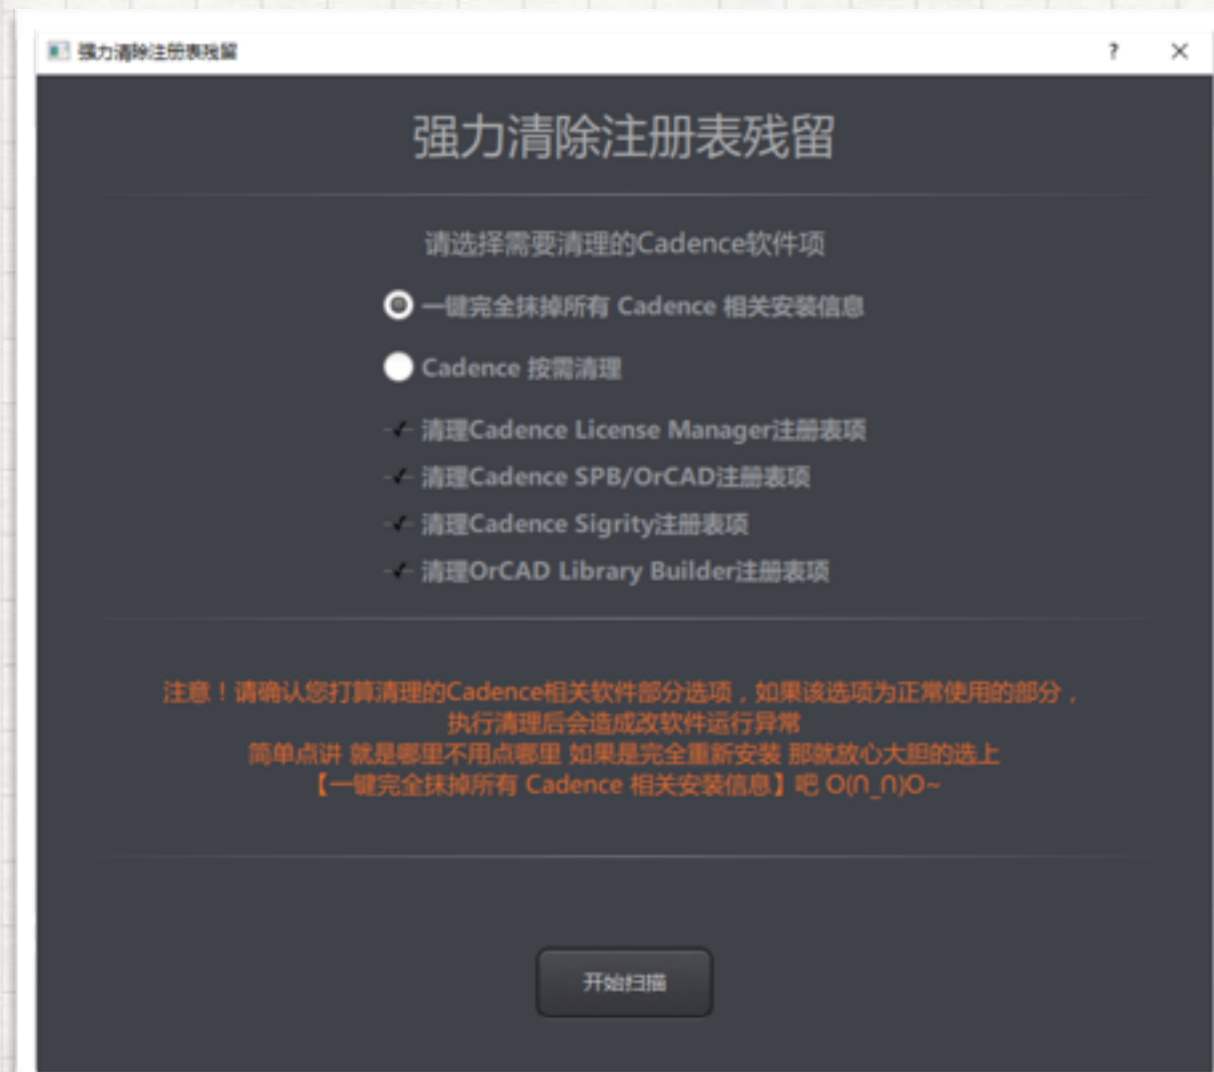 强力清除注册表残留
?
强力清除注册表残留
请选择需要清理的Cadence软件项
一键完全抹掉所有 Cadence 相关安装信息
Cadence 按需清理
清理Cadence License Manager注册表项
清理Cadence SPB/OrCAD注册表项
清理Cadence Sigrity注册表项
清理OrCAD Library Builder注册表项
注意！请确认您打算清理的Cadence相关软件部分选项，如果该选项为正常使用的部分，
执行清理后会造成改软件运行异常
简单点讲 就是哪里不用点哪里 如果是完全重新安装 那就放心大胆的选上
【一键完全抹掉所有 Cadence 相关安装信息】吧 O(∩_∩)O~
开始扫描